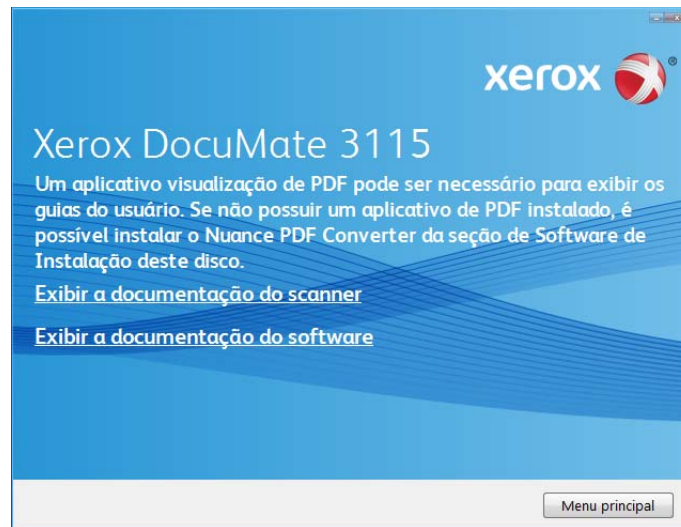 xerox ®
Xerox DocuMate 3115
Um aplicativo visualização de PDF pode ser necessário para exibir os
guias do usuário. Se não possuir um aplicativo de PDF instalado, é
possível instalar o Nuance PDF Converter da seção de Software de
Instalação deste disco.
Exibir a documentação do scanner
Exibir a documentação do software
Menu principal